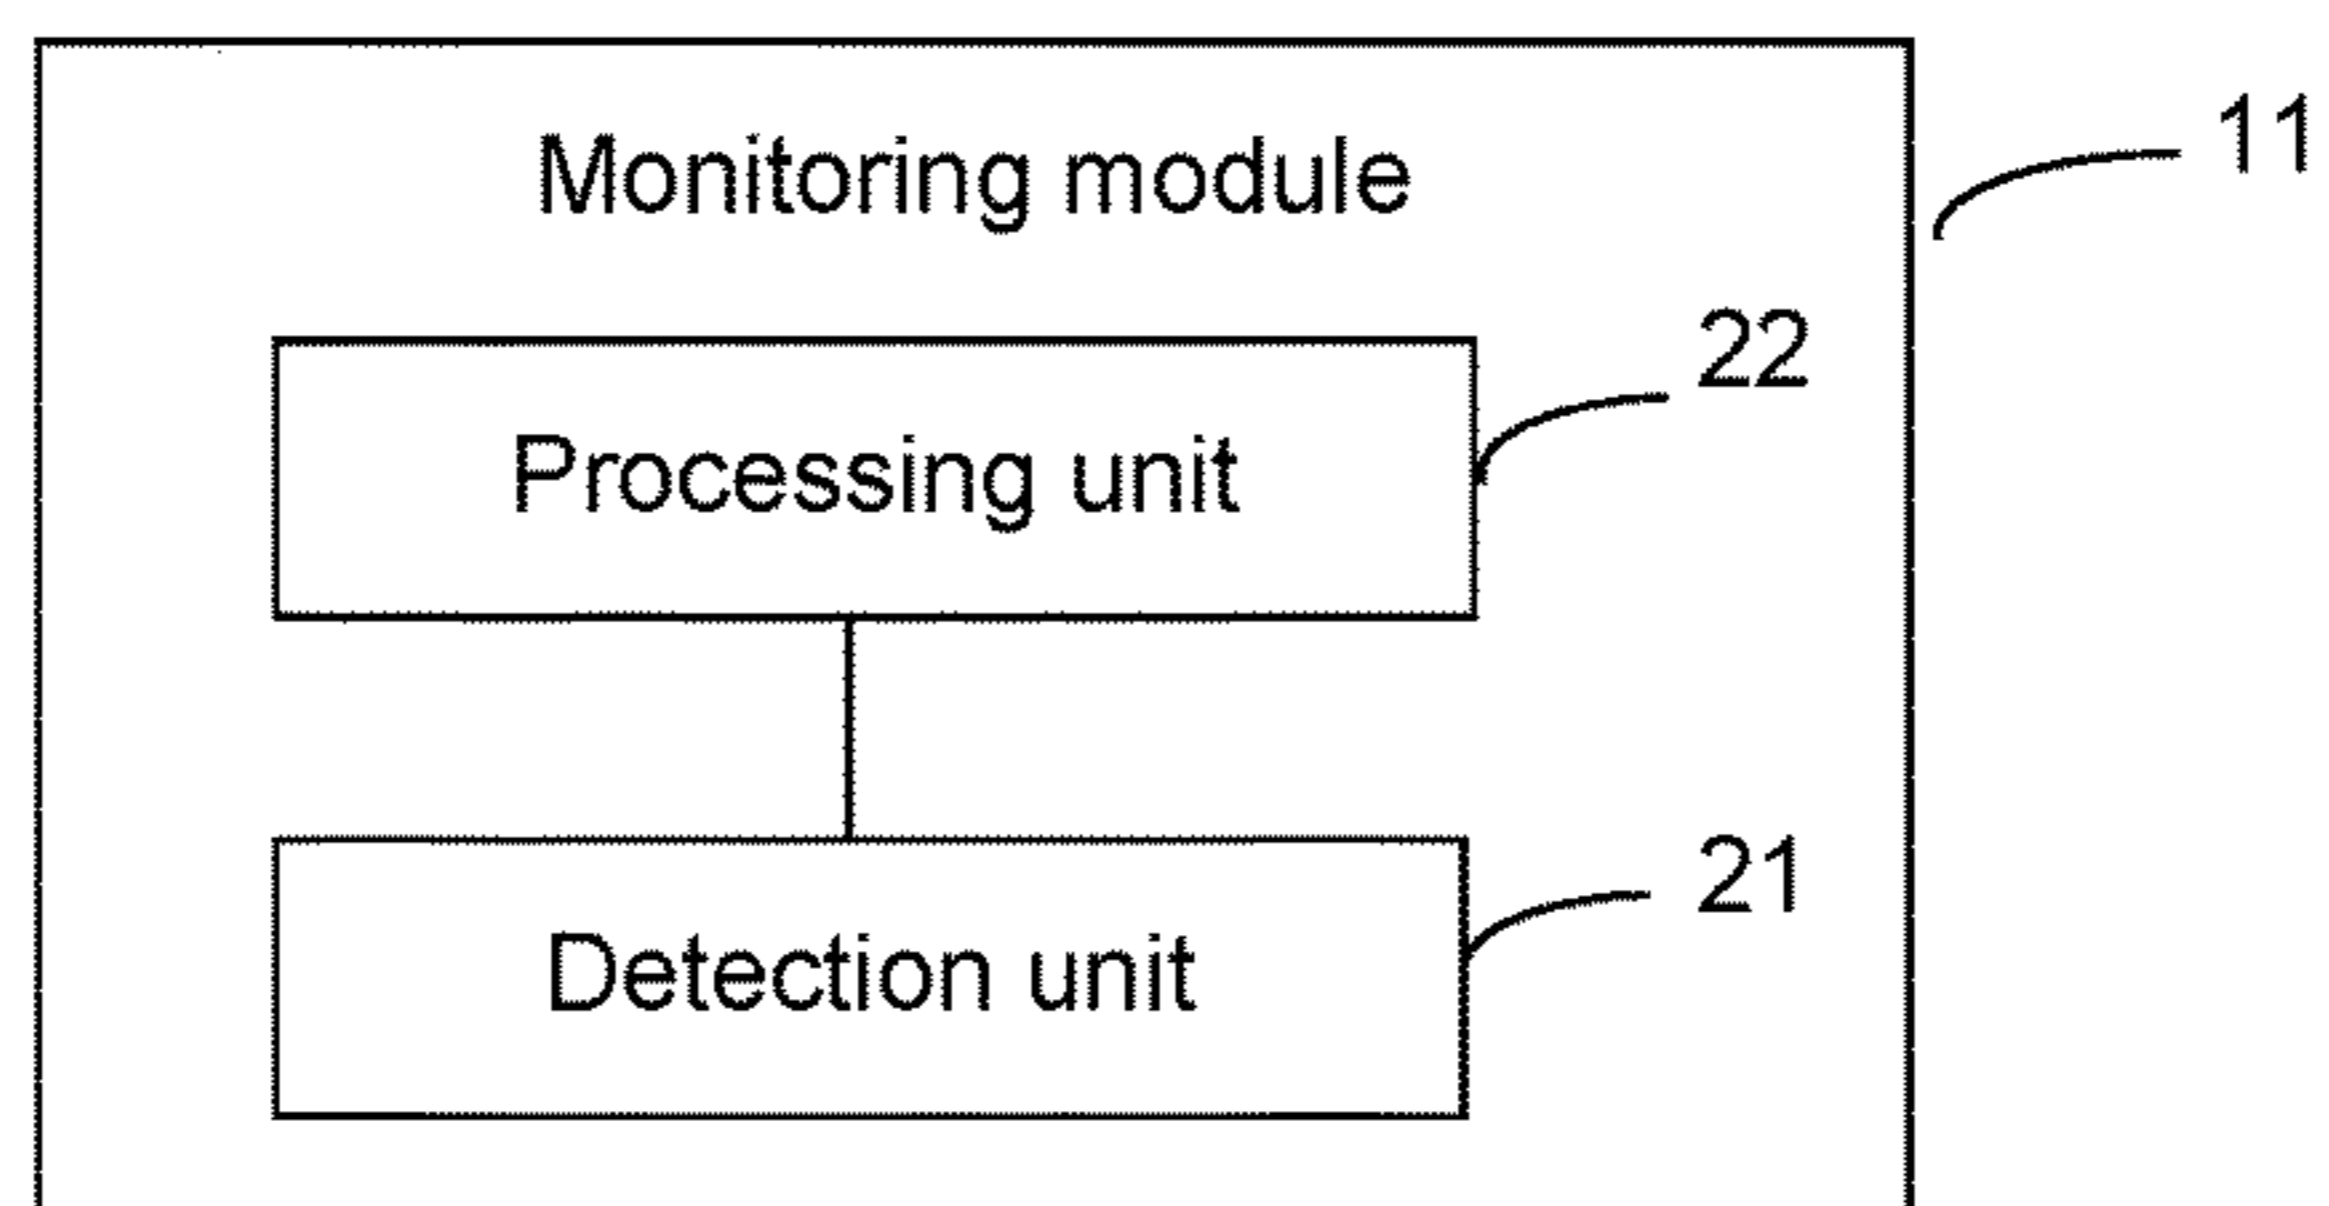 Monitoring module
11
22
Processing unit
21
Detection unit